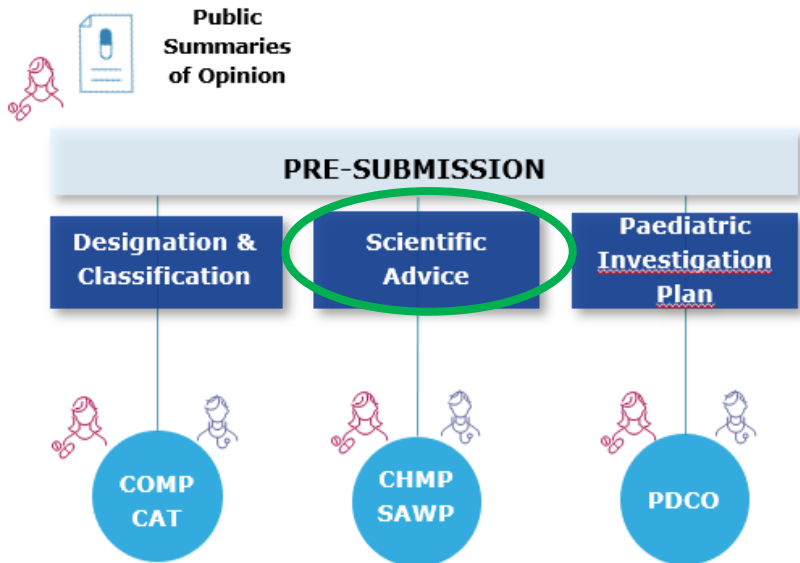 Public
Summaries
of Opinion
PRE-SUBMISSION
Designation &
Classification
Scientific
Advice
Paediatric
Investigation
Plan
COMP
CAT
CHMP
SAWP
PDCO